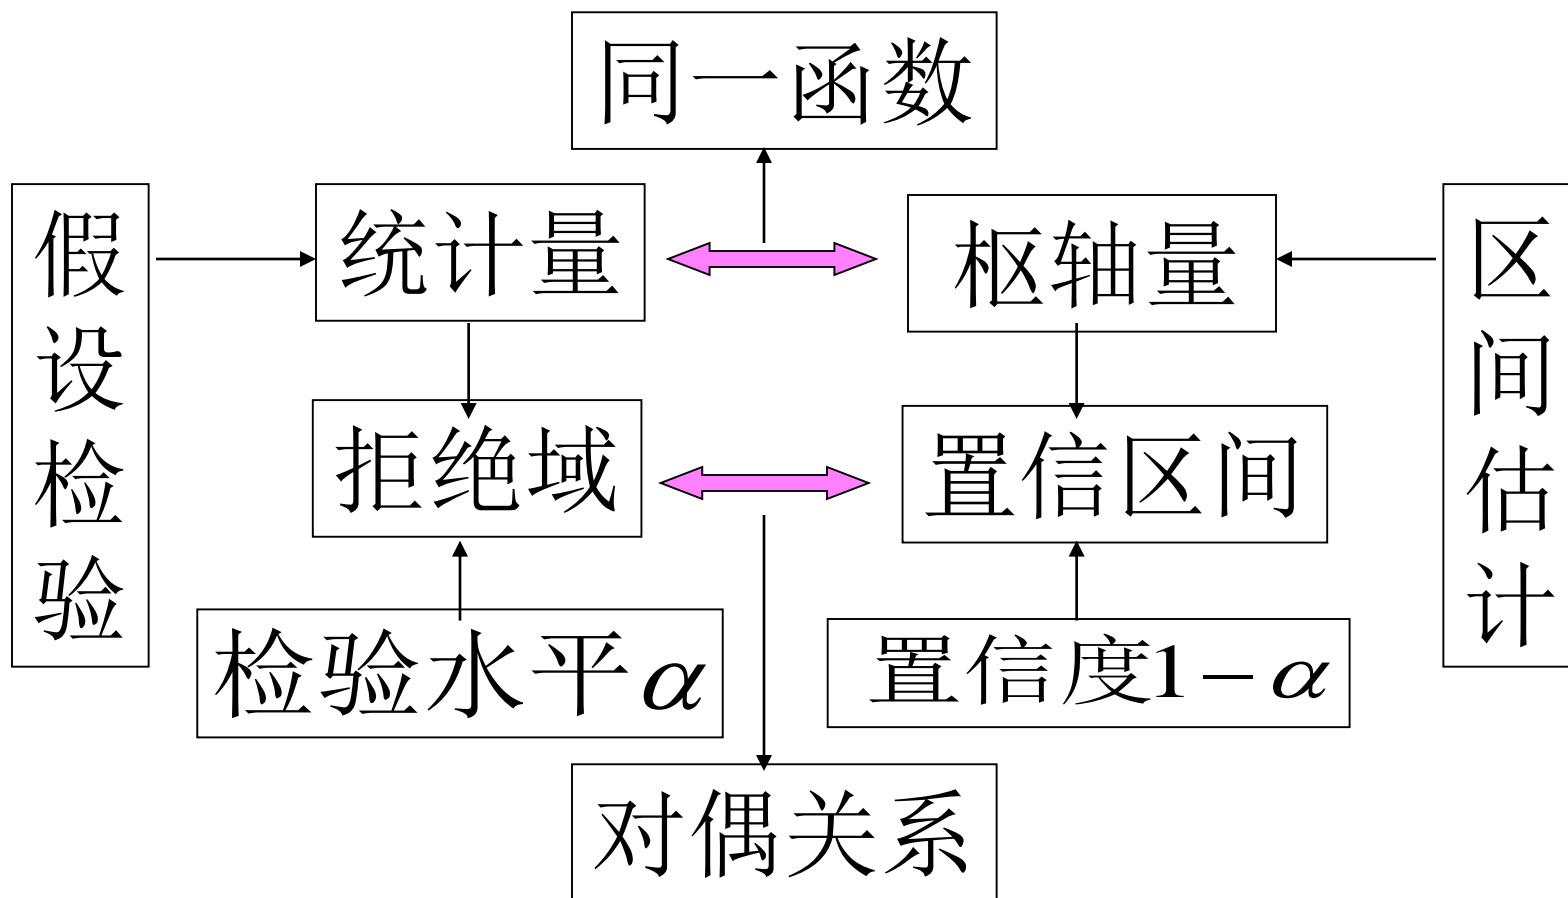 同一函数
假设检验
统计量
枢轴量
区间估计
拒绝域
置信区间
检验水平α
置信度1－α
对偶关系